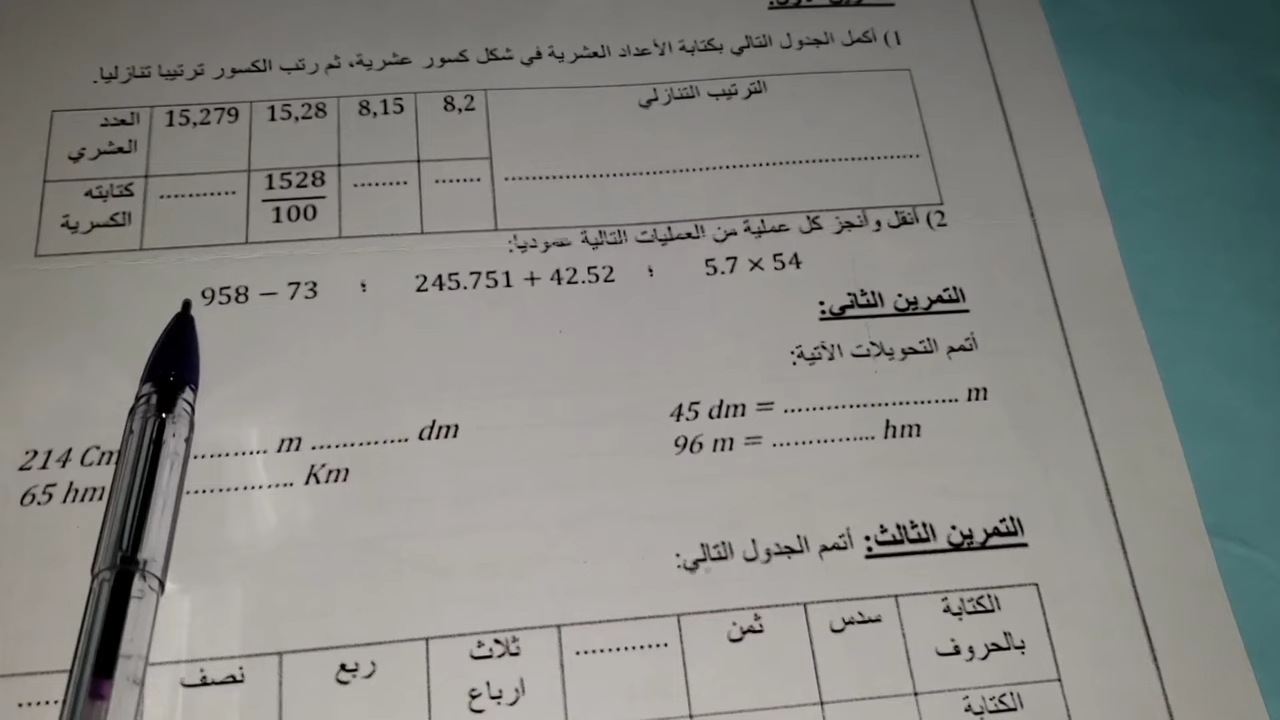 1) أكمل الجدول التالي بكتابة الأعداد العشرية في شكل كسور عشرية، ثم رتب الكسور ترتيبا تنازليا.
العدد العشري 15,279 15,28 8,15 8,2 الترتيب التنازلي
كتابته الكسرية ........... 1528/100 ........ ....... ..........................................................
2) أنقل وأنجز كل عملية من العمليات التالية عموديا:
958 − 73 ؛ 245.751 + 42.52 ؛ 5.7 × 54
التمرين الثاني:
أتمم التحويلات الآتية:
45 dm = ........................ m
214 Cm ........... m ............. dm
96 m = .............. hm
65 hm ............... Km
التمرين الثالث: أتمم الجدول التالي:
الكتابة بالحروف سدس ثمن ............ ثلاث ارباع ربع نصف ......
الكتابة